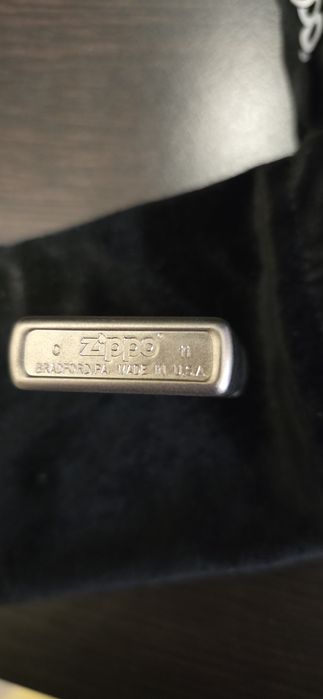 C zippo 11
BRADFORD, PA. MADE IN U.S.A.